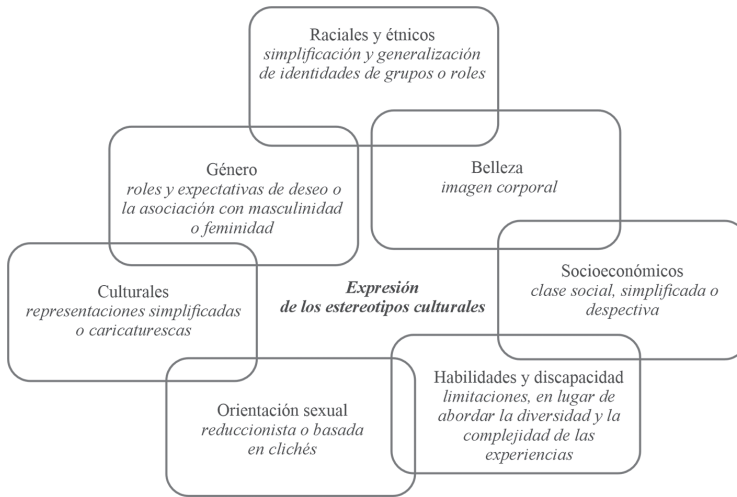 Raciales y étnicos
simplificación y generalización
de identidades de grupos o roles
Género
roles y expectativas de deseo o
la asociación con masculinidad
o feminidad
Belleza
imagen corporal
Culturales
representaciones simplificadas
o caricaturescas
Expresión
de los estereotipos culturales
Socioeconómicos
clase social, simplificada o
despectiva
Orientación sexual
reduccionista o basada
en clichés
Habilidades y discapacidad
limitaciones, en lugar de
abordar la diversidad y la
complejidad de las
experiencias